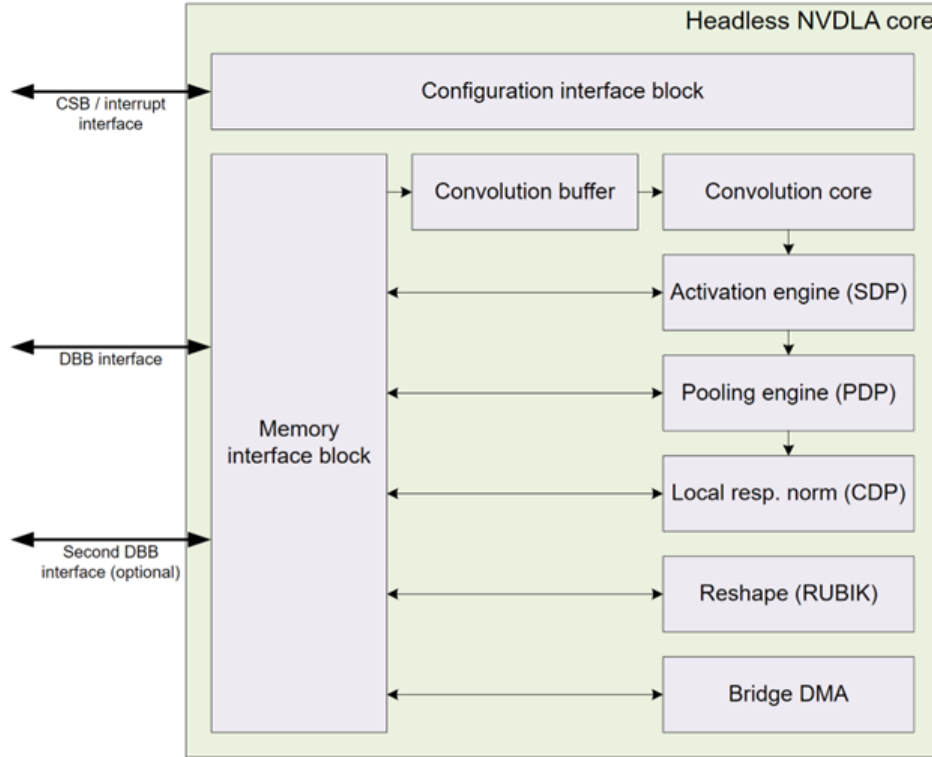 Headless NVDLA core
Configuration interface block
CSB / interrupt
interface
Convolution buffer
Convolution core
Activation engine (SDP)
DBB interface
Pooling engine (PDP)
Memory
interface block
Local resp. norm (CDP)
Second DBB
interface (optional)
Reshape (RUBIK)
Bridge DMA